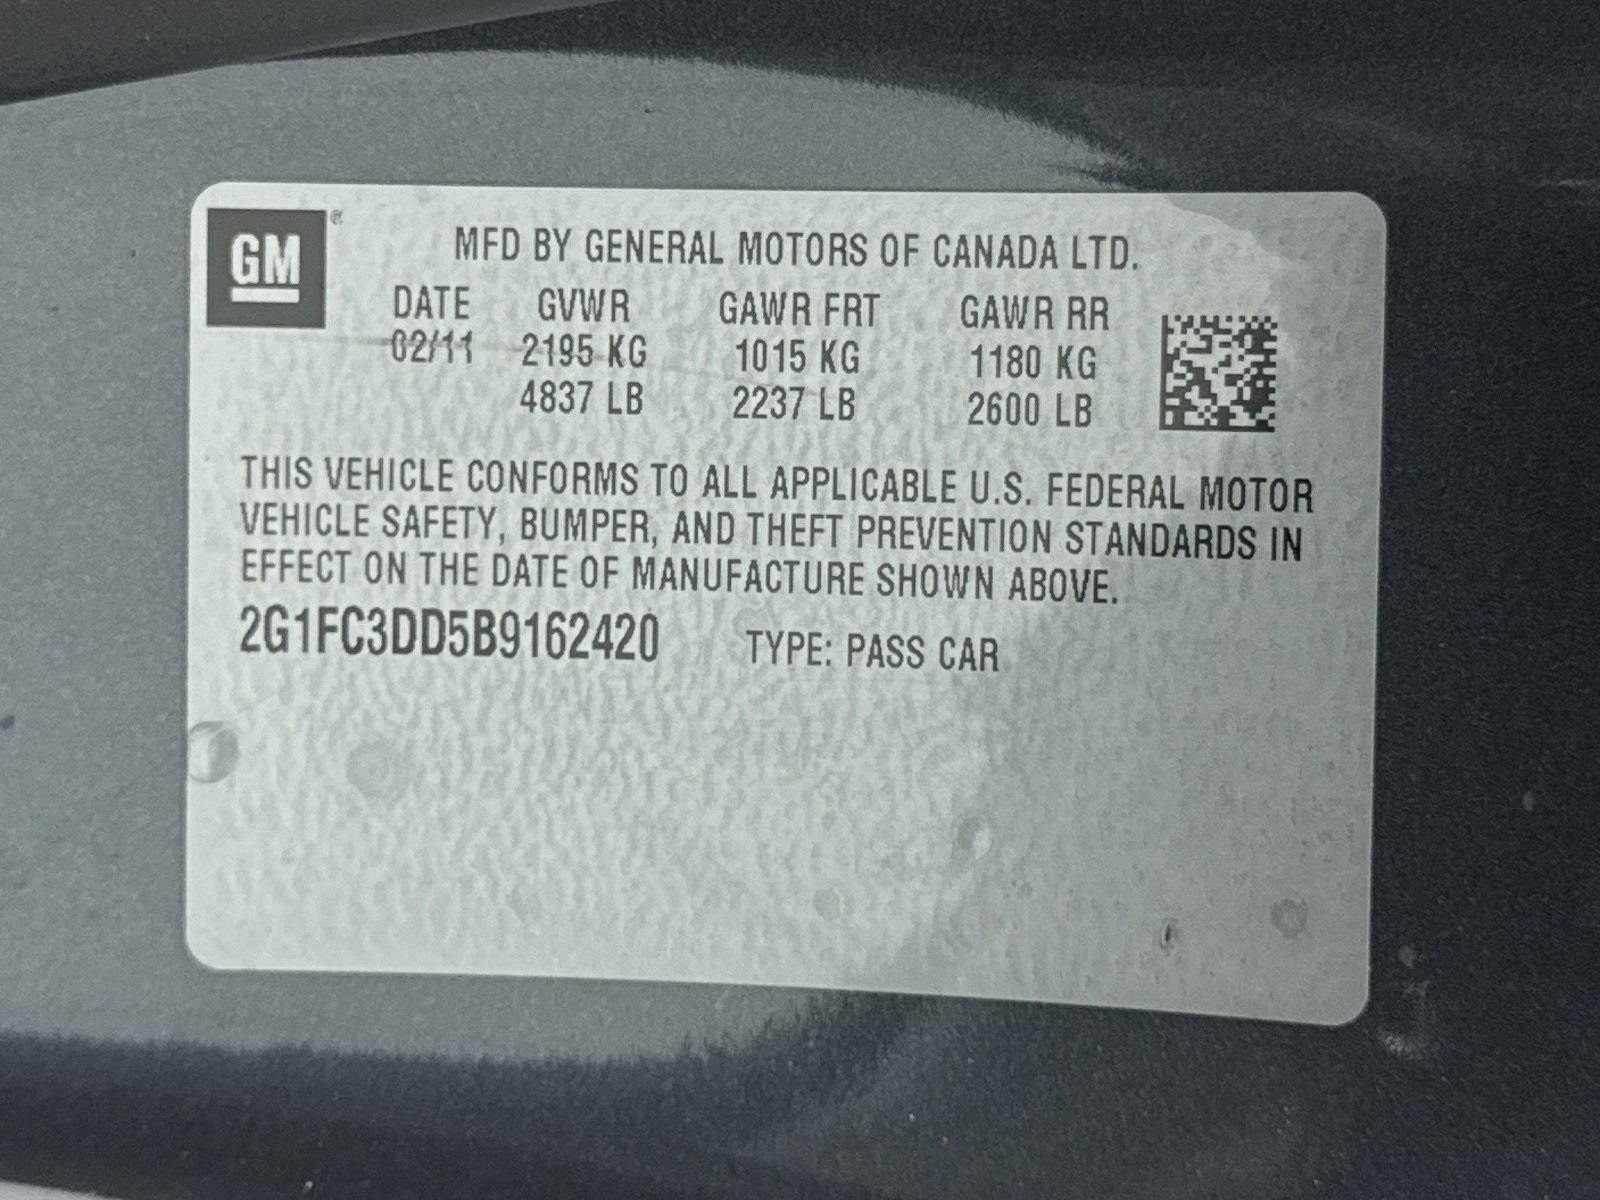 GM ®
MFD BY GENERAL MOTORS OF CANADA LTD.
DATE GVWR GAWR FRT GAWR RR
02/11 2195 KG 1015 KG 1180 KG
4837 LB 2237 LB 2600 LB
THIS VEHICLE CONFORMS TO ALL APPLICABLE U.S. FEDERAL MOTOR
VEHICLE SAFETY, BUMPER, AND THEFT PREVENTION STANDARDS IN
EFFECT ON THE DATE OF MANUFACTURE SHOWN ABOVE.
2G1FC3DD5B9162420 TYPE: PASS CAR